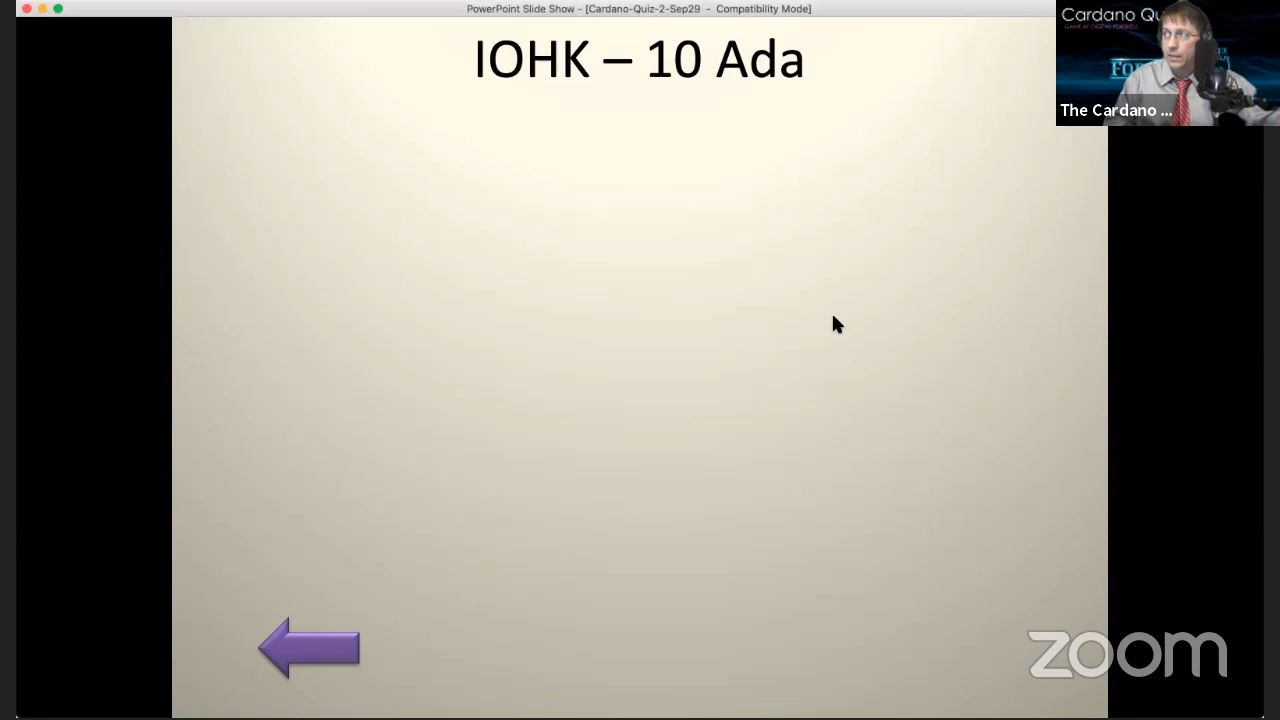 PowerPoint Slide Show - [Cardano-Quiz-2-Sep29 - Compatibility Mode]
IOHK – 10 Ada
Cardano Qu
The Cardano ...
zoom